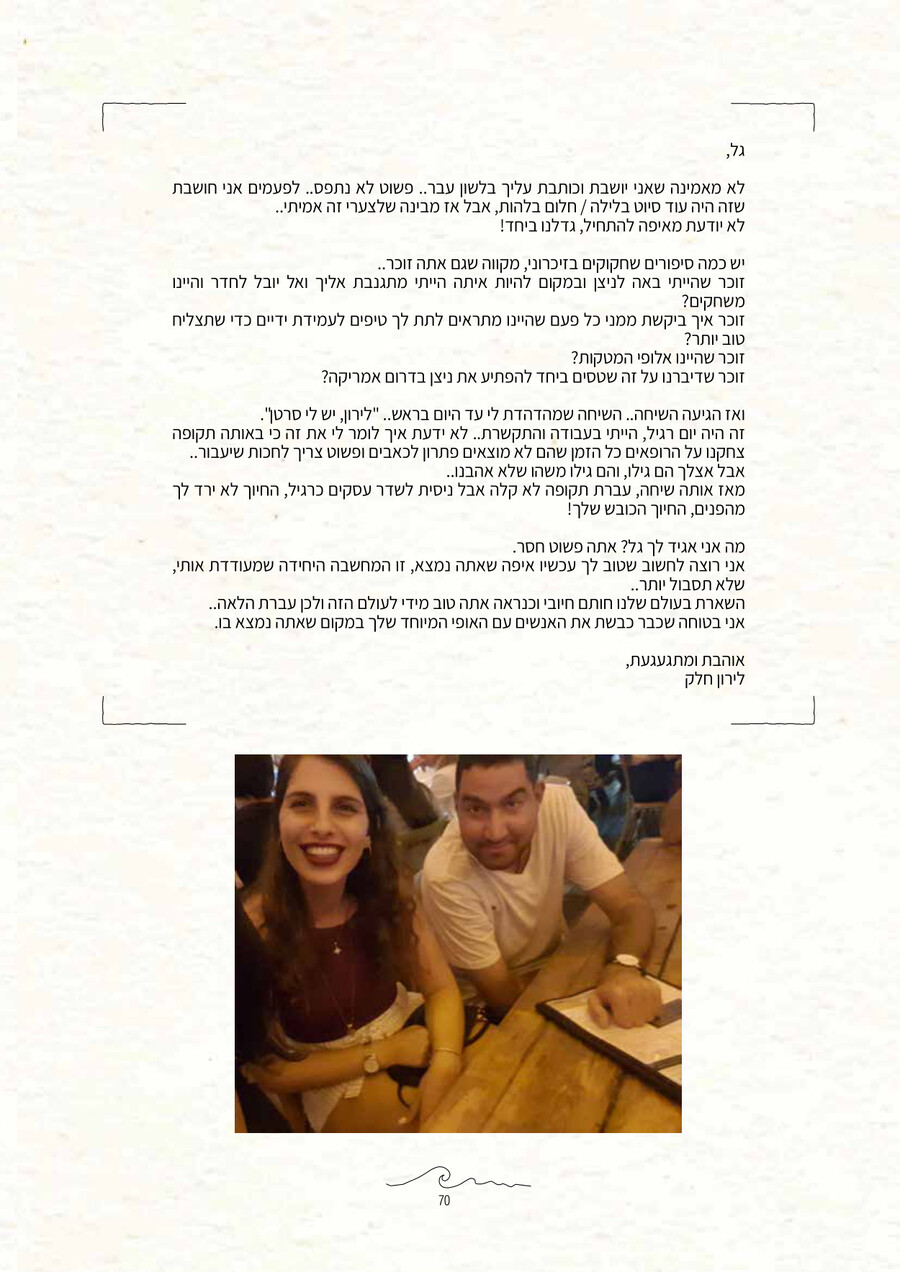 גל,
לא מאמינה שאני יושבת וכותבת עליך בלשון עבר.. פשוט לא נתפס.. לפעמים אני חושבת
שזה היה עוד סיוט בלילה / חלום בלהות, אבל אז מבינה שלצערי זה אמיתי..
לא יודעת מאיפה להתחיל, גדלנו ביחד!
יש כמה סיפורים שחקוקים בזיכרוני, מקווה שגם אתה זוכר..
זוכר שהייתי באה לניצן ובמקום להיות איתה הייתי מתגנבת אליך ואל יובל לחדר והיינו
משחקים?
זוכר איך ביקשת ממני כל פעם שהיינו מתראים לתת לך טיפים לעמידת ידיים כדי שתצליח
טוב יותר?
זוכר שהיינו אלופי המטקות?
זוכר שדיברנו על זה שטסים ביחד להפתיע את ניצן בדרום אמריקה?
ואז הגיעה השיחה.. השיחה שמהדהדת לי עד היום בראש.. "לירון, יש לי סרטן".
זה היה יום רגיל, הייתי בעבודה והתקשרת.. לא ידעת איך לומר לי את זה כי באותה תקופה
צחקנו על הרופאים כל הזמן שהם לא מוצאים פתרון לכאבים ופשוט צריך לחכות שיעבור..
אבל אצלך הם גילו, והם גילו משהו שלא אהבנו..
מאז אותה שיחה, עברת תקופה לא קלה אבל ניסית לשדר עסקים כרגיל, החיוך לא ירד לך
מהפנים, החיוך הכובש שלך!
מה אני אגיד לך גל? אתה פשוט חסר.
אני רוצה לחשוב שטוב לך עכשיו איפה שאתה נמצא, זו המחשבה היחידה שמעודדת אותי,
שלא תסבול יותר..
השארת בעולם שלנו חותם חיובי וכנראה אתה טוב מידי לעולם הזה ולכן עברת הלאה..
אני בטוחה שכבר כבשת את האנשים עם האופי המיוחד שלך במקום שאתה נמצא בו.
אוהבת ומתגעגעת,
לירון חלק
70